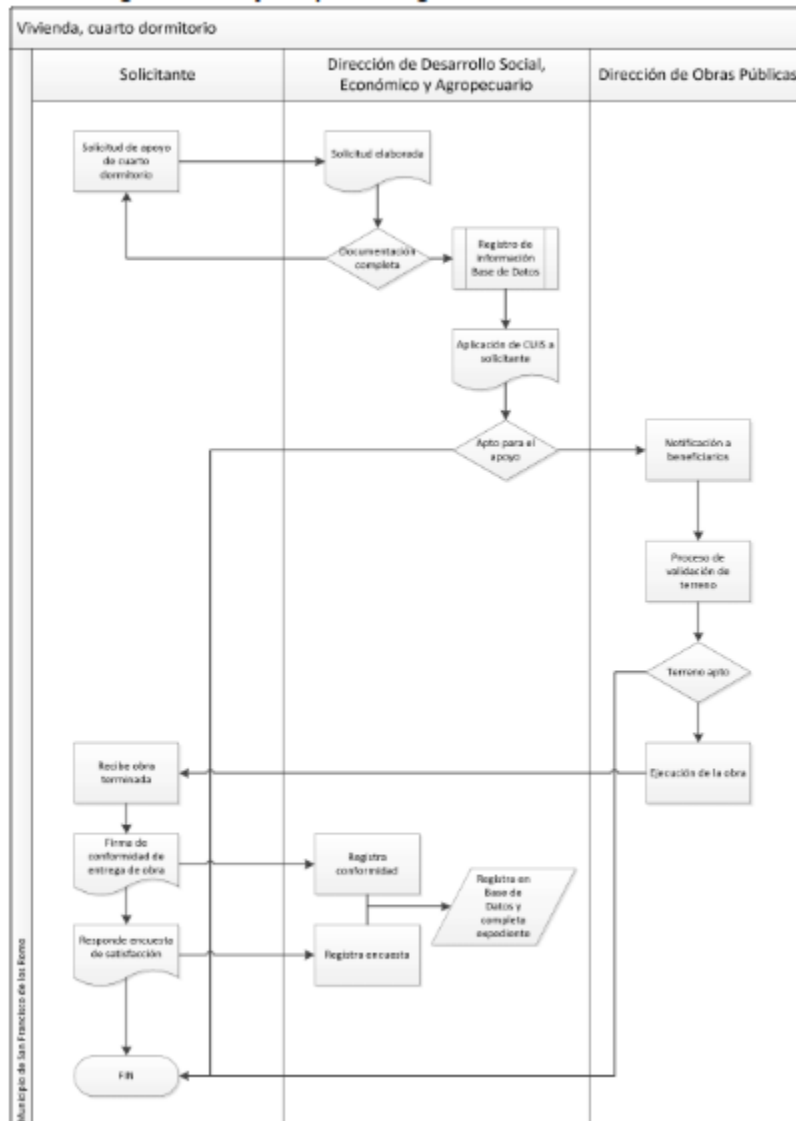 Vivienda, cuarto dormitorio
Solicitante
Dirección de Desarrollo Social,
Económico y Agropecuario
Dirección de Obras Públicas
Solicitud de apoyo
de cuarto
dormitorio
Solicitud elaborada
Documentación
completa
Registro de
información
Base de Datos
Aplicación de CUIS a
solicitante
Apto para el
apoyo
Notificación a
beneficiarios
Proceso de
validación de
terreno
Terreno apto
Recibe obra
terminada
Ejecución de la obra
Firma de
conformidad de
entrega de obra
Registra
conformidad
Registra en
Base de
Datos y
completa
expediente
Responde encuesta
de satisfacción
Registra encuesta
FIN
Municipio de San Francisco de los Romo